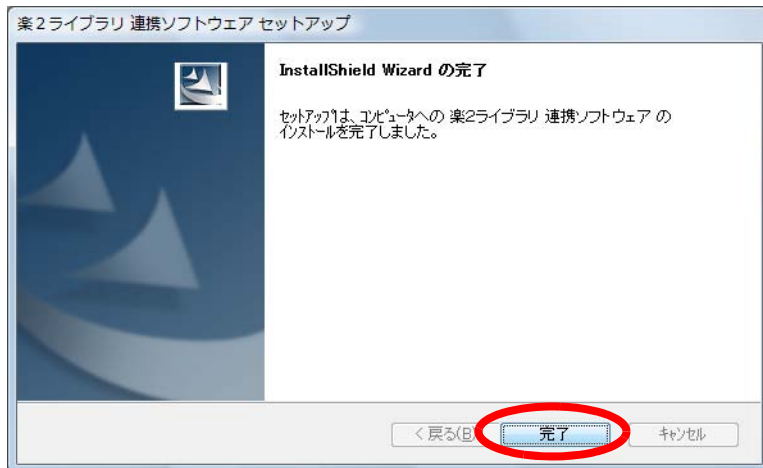 楽2ライブラリ 連携ソフトウェア セットアップ
InstallShield Wizard の完了
セットアップは、コンピュータへの 楽2ライブラリ 連携ソフトウェア の
インストールを完了しました。
< 戻る(B) 完了 キャンセル